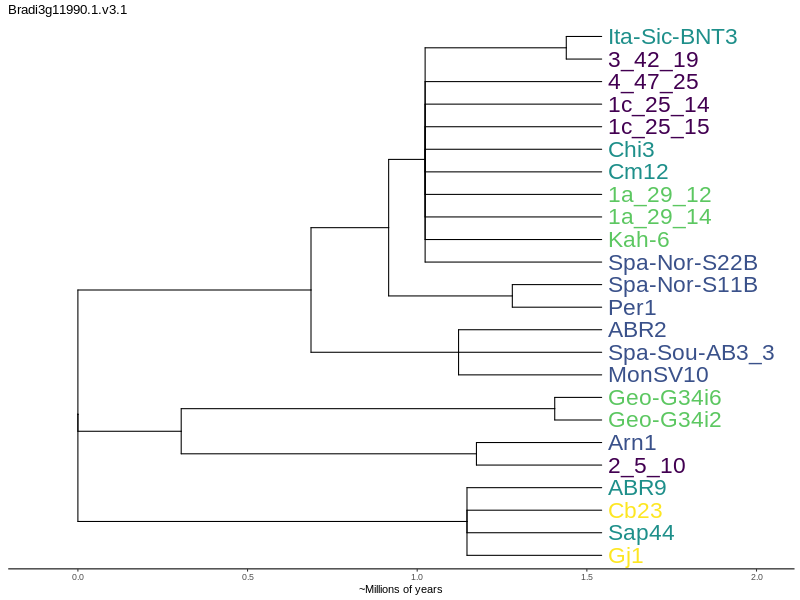 Bradi3g11990.1.v3.1
Ita-Sic-BNT3
3_42_19
4_47_25
1c_25_14
1c_25_15
Chi3
Cm12
1a_29_12
1a_29_14
Kah-6
Spa-Nor-S22B
Spa-Nor-S11B
Per1
ABR2
Spa-Sou-AB3_3
MonSV10
Geo-G34i6
Geo-G34i2
Arn1
2_5_10
ABR9
Cb23
Sap44
Gj1
0.0 0.5 1.0 1.5 2.0
~Millions of years